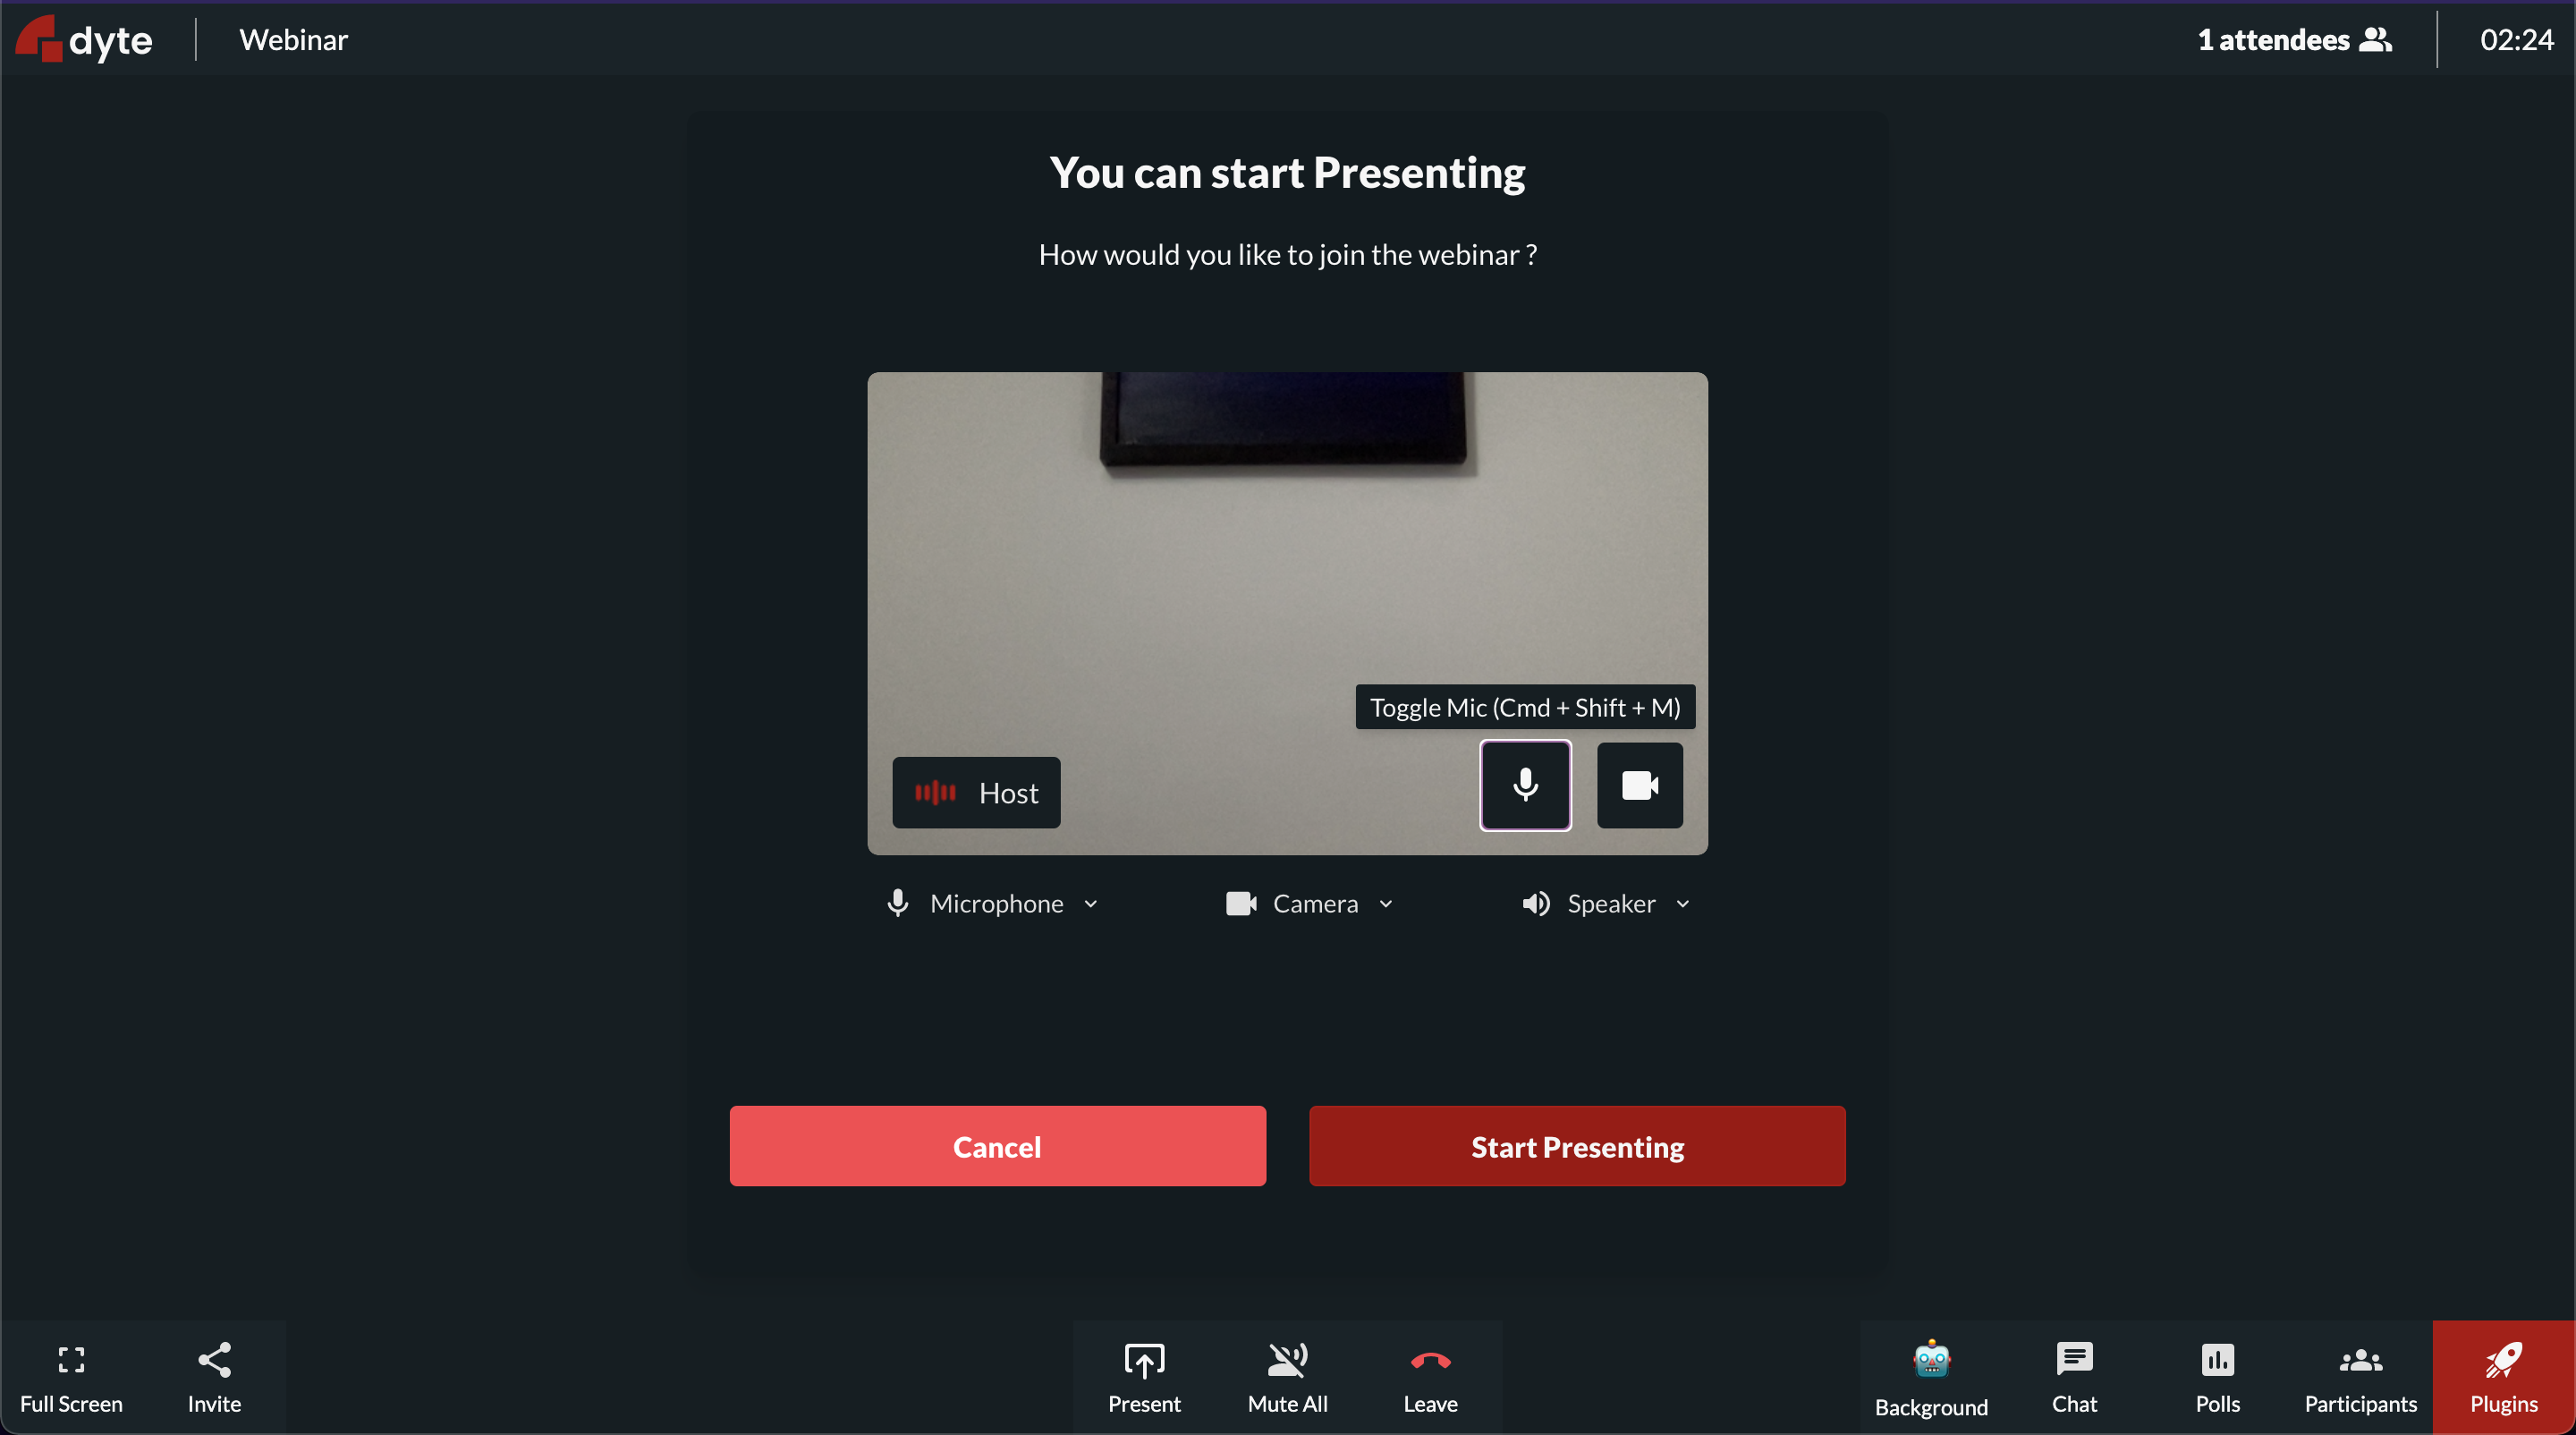 dyte
Webinar
1 attendees
02:24
You can start Presenting
How would you like to join the webinar ?
Toggle Mic (Cmd + Shift + M)
Host
Microphone
Camera
Speaker
Cancel
Start Presenting
Full Screen
Invite
Present
Mute All
Leave
Background
Chat
Polls
Participants
Plugins